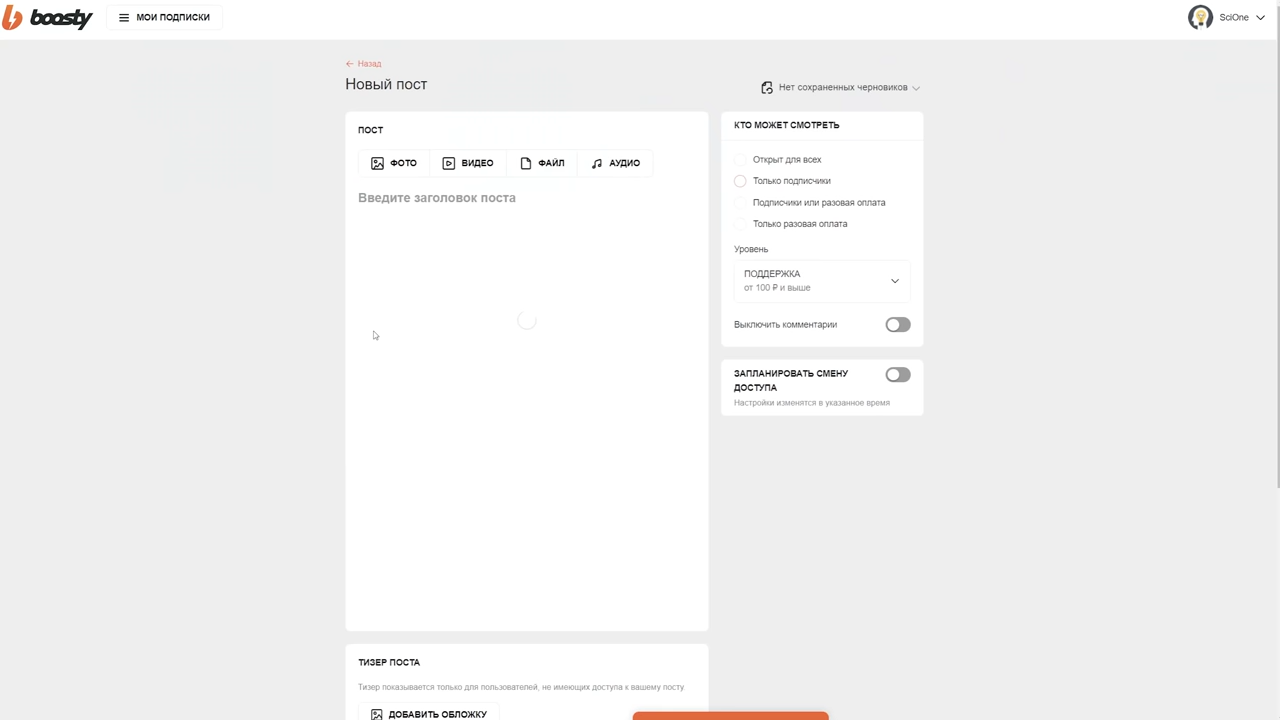 boosty
МОИ ПОДПИСКИ
SciOne
Назад
Новый пост
Нет сохраненных черновиков
ПОСТ
ФОТО
ВИДЕО
ФАЙЛ
АУДИО
Введите заголовок поста
КТО МОЖЕТ СМОТРЕТЬ
Открыт для всех
Только подписчики
Подписчики или разовая оплата
Только разовая оплата
Уровень
ПОДДЕРЖКА
от 100 ₽ и выше
Выключить комментарии
ЗАПЛАНИРОВАТЬ СМЕНУ
ДОСТУПА
Настройки изменятся в указанное время
ТИЗЕР ПОСТА
Тизер показывается только для пользователей, не имеющих доступа к вашему посту
ДОБАВИТЬ ОБЛОЖКУ